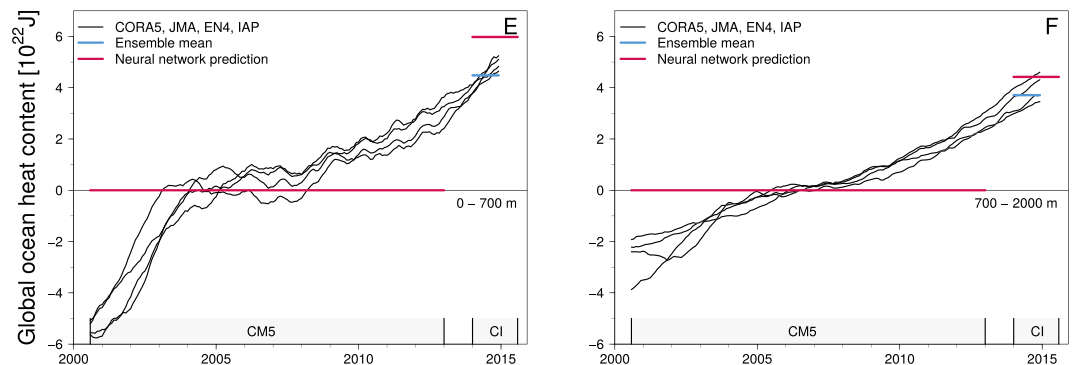 Global ocean heat content [10²²J]
E
CORA5, JMA, EN4, IAP
Ensemble mean
Neural network prediction
6
4
2
0
−2
−4
−6
0 – 700 m
CM5
CI
2000 2005 2010 2015
F
CORA5, JMA, EN4, IAP
Ensemble mean
Neural network prediction
6
4
2
0
−2
−4
−6
700 – 2000 m
CM5
CI
2000 2005 2010 2015